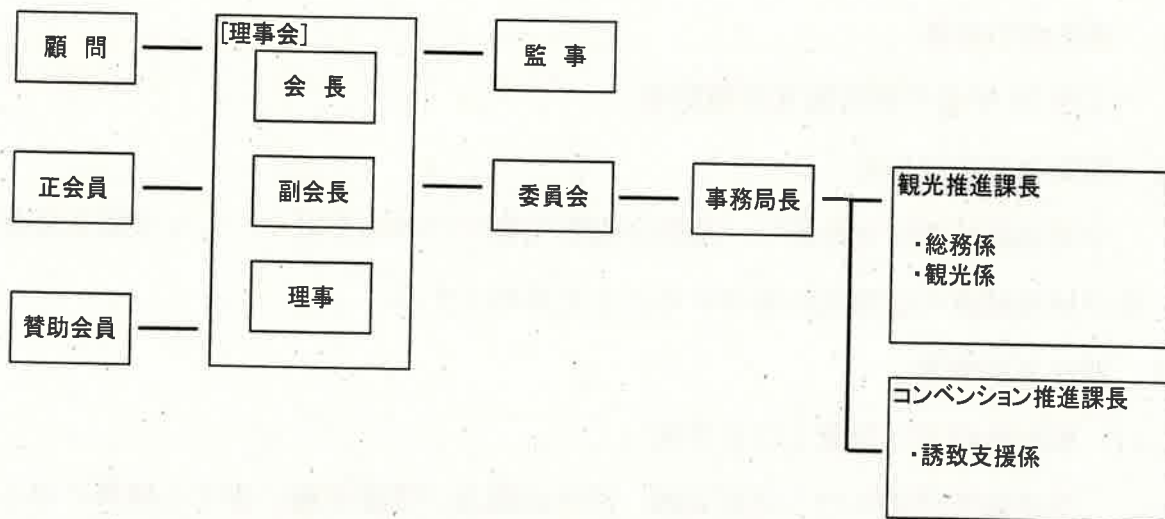 顧 問
[理事会]
会 長
監 事
正会員
副会長
委員会
事務局長
観光推進課長
・総務係
・観光係
理事
賛助会員
コンベンション推進課長
・誘致支援係